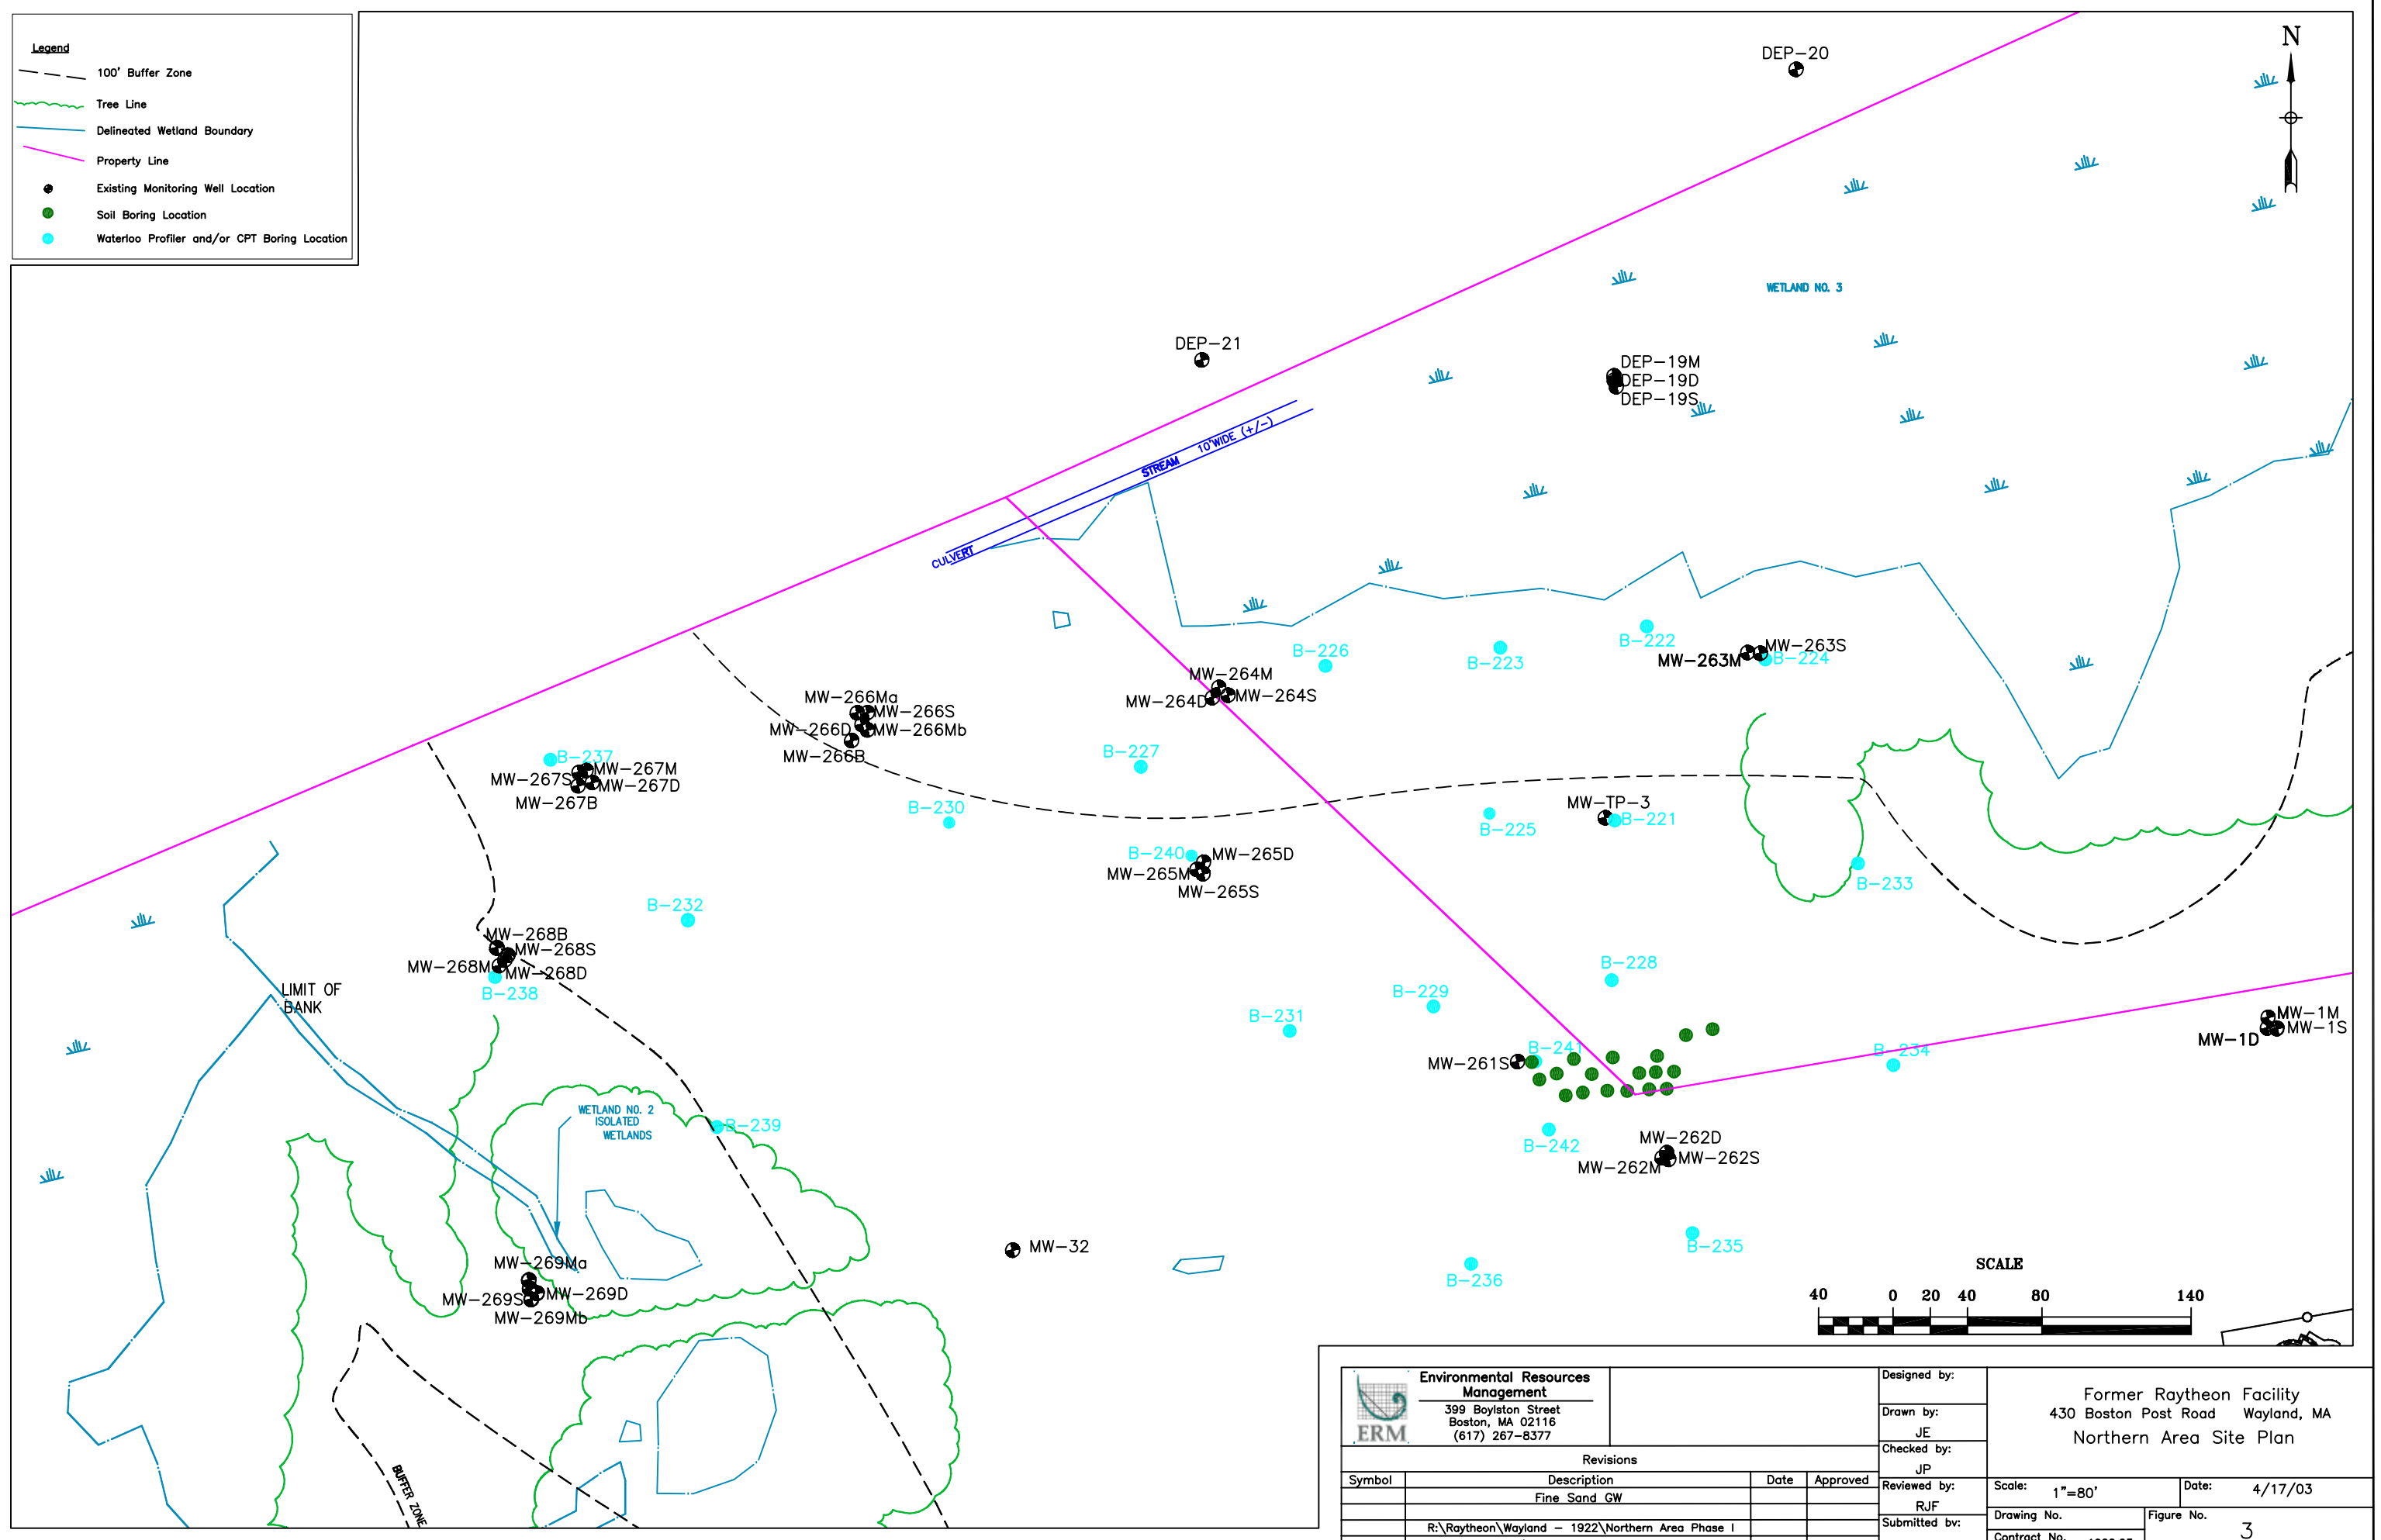 Legend
100' Buffer Zone
Tree Line
Delineated Wetland Boundary
Property Line
Existing Monitoring Well Location
Soil Boring Location
Waterloo Profiler and/or CPT Boring Location
N
DEP-20
WETLAND NO. 3
DEP-21
DEP-19M
DEP-19D
DEP-19S
STREAM 10'WIDE (+/-)
CULVERT
B-222
B-226
B-223
MW-263S
MW-263M
B-224
MW-264M
MW-264D
MW-264S
MW-266Ma
MW-266S
MW-266D
MW-266Mb
MW-266B
B-237
MW-267M
MW-267S
MW-267D
MW-267B
B-227
B-230
B-225
MW-TP-3
B-221
B-240
MW-265D
MW-265M
MW-265S
B-233
B-232
MW-268B
MW-268S
MW-268M
MW-268D
B-238
LIMIT OF
BANK
B-228
B-229
B-231
MW-1M
MW-1S
MW-1D
B-241
MW-261S
B-234
WETLAND NO. 2
ISOLATED
WETLANDS
B-239
B-242
MW-262D
MW-262S
MW-262M
MW-32
B-235
B-236
MW-269Ma
MW-269D
MW-269S
MW-269Mb
SCALE
40 0 20 40 80 140
BUFFER ZONE
Environmental Resources
Management
399 Boylston Street
Boston, MA 02116
(617) 267-8377
ERM
Revisions
Symbol Description Date Approved
Fine Sand GW
R:\Raytheon\Wayland - 1922\Northern Area Phase I
Designed by:
Drawn by:
JE
Checked by:
JP
Reviewed by:
RJF
Submitted by:
Former Raytheon Facility
430 Boston Post Road Wayland, MA
Northern Area Site Plan
Scale: 1"=80'
Date: 4/17/03
Drawing No.
Figure No.
3
Contract No.